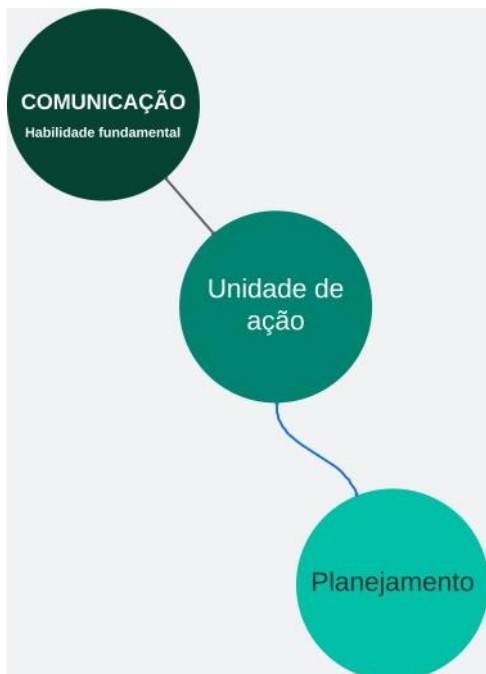 COMUNICAÇÃO
Habilidade fundamental
Unidade de
ação
Planejamento